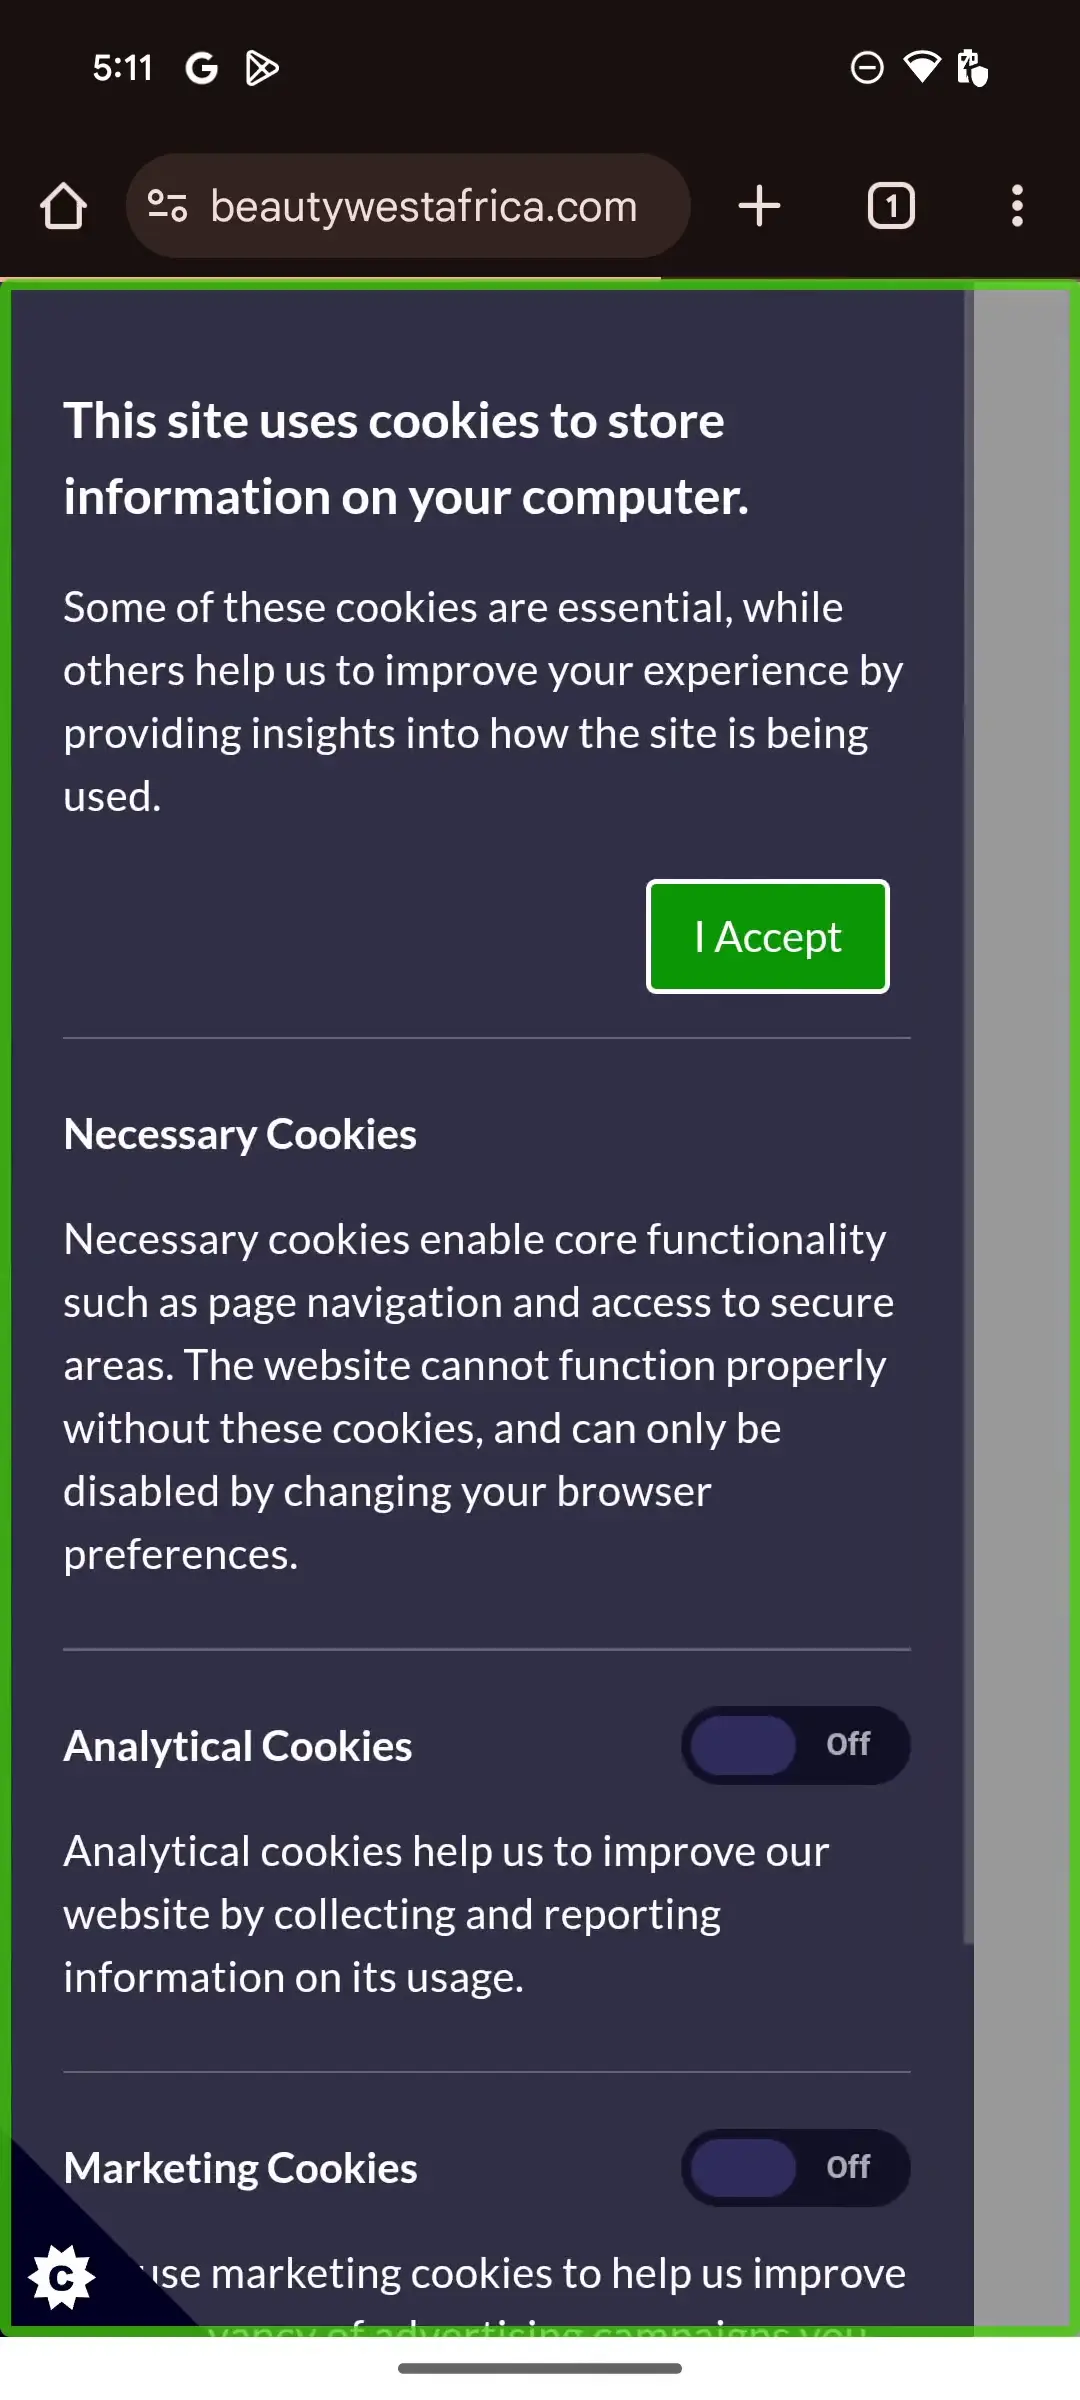 5:11
beautywestafrica.com
1
This site uses cookies to store
information on your computer.
Some of these cookies are essential, while
others help us to improve your experience by
providing insights into how the site is being
used.
I Accept
Necessary Cookies
Necessary cookies enable core functionality
such as page navigation and access to secure
areas. The website cannot function properly
without these cookies, and can only be
disabled by changing your browser
preferences.
Analytical Cookies
Off
Analytical cookies help us to improve our
website by collecting and reporting
information on its usage.
Marketing Cookies
Off
use marketing cookies to help us improve
of advertising campaigns you